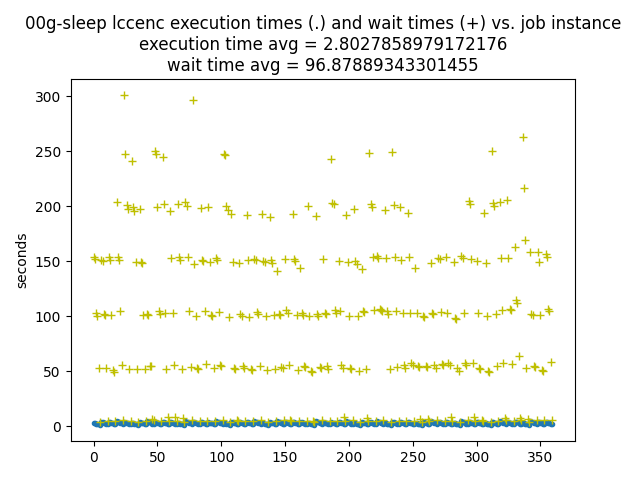 00g-sleep lccenc execution times (.) and wait times (+) vs. job instance
execution time avg = 2.8027858979172176
wait time avg = 96.87889343301455
300
250
200
150
100
50
0
seconds
0 50 100 150 200 250 300 350